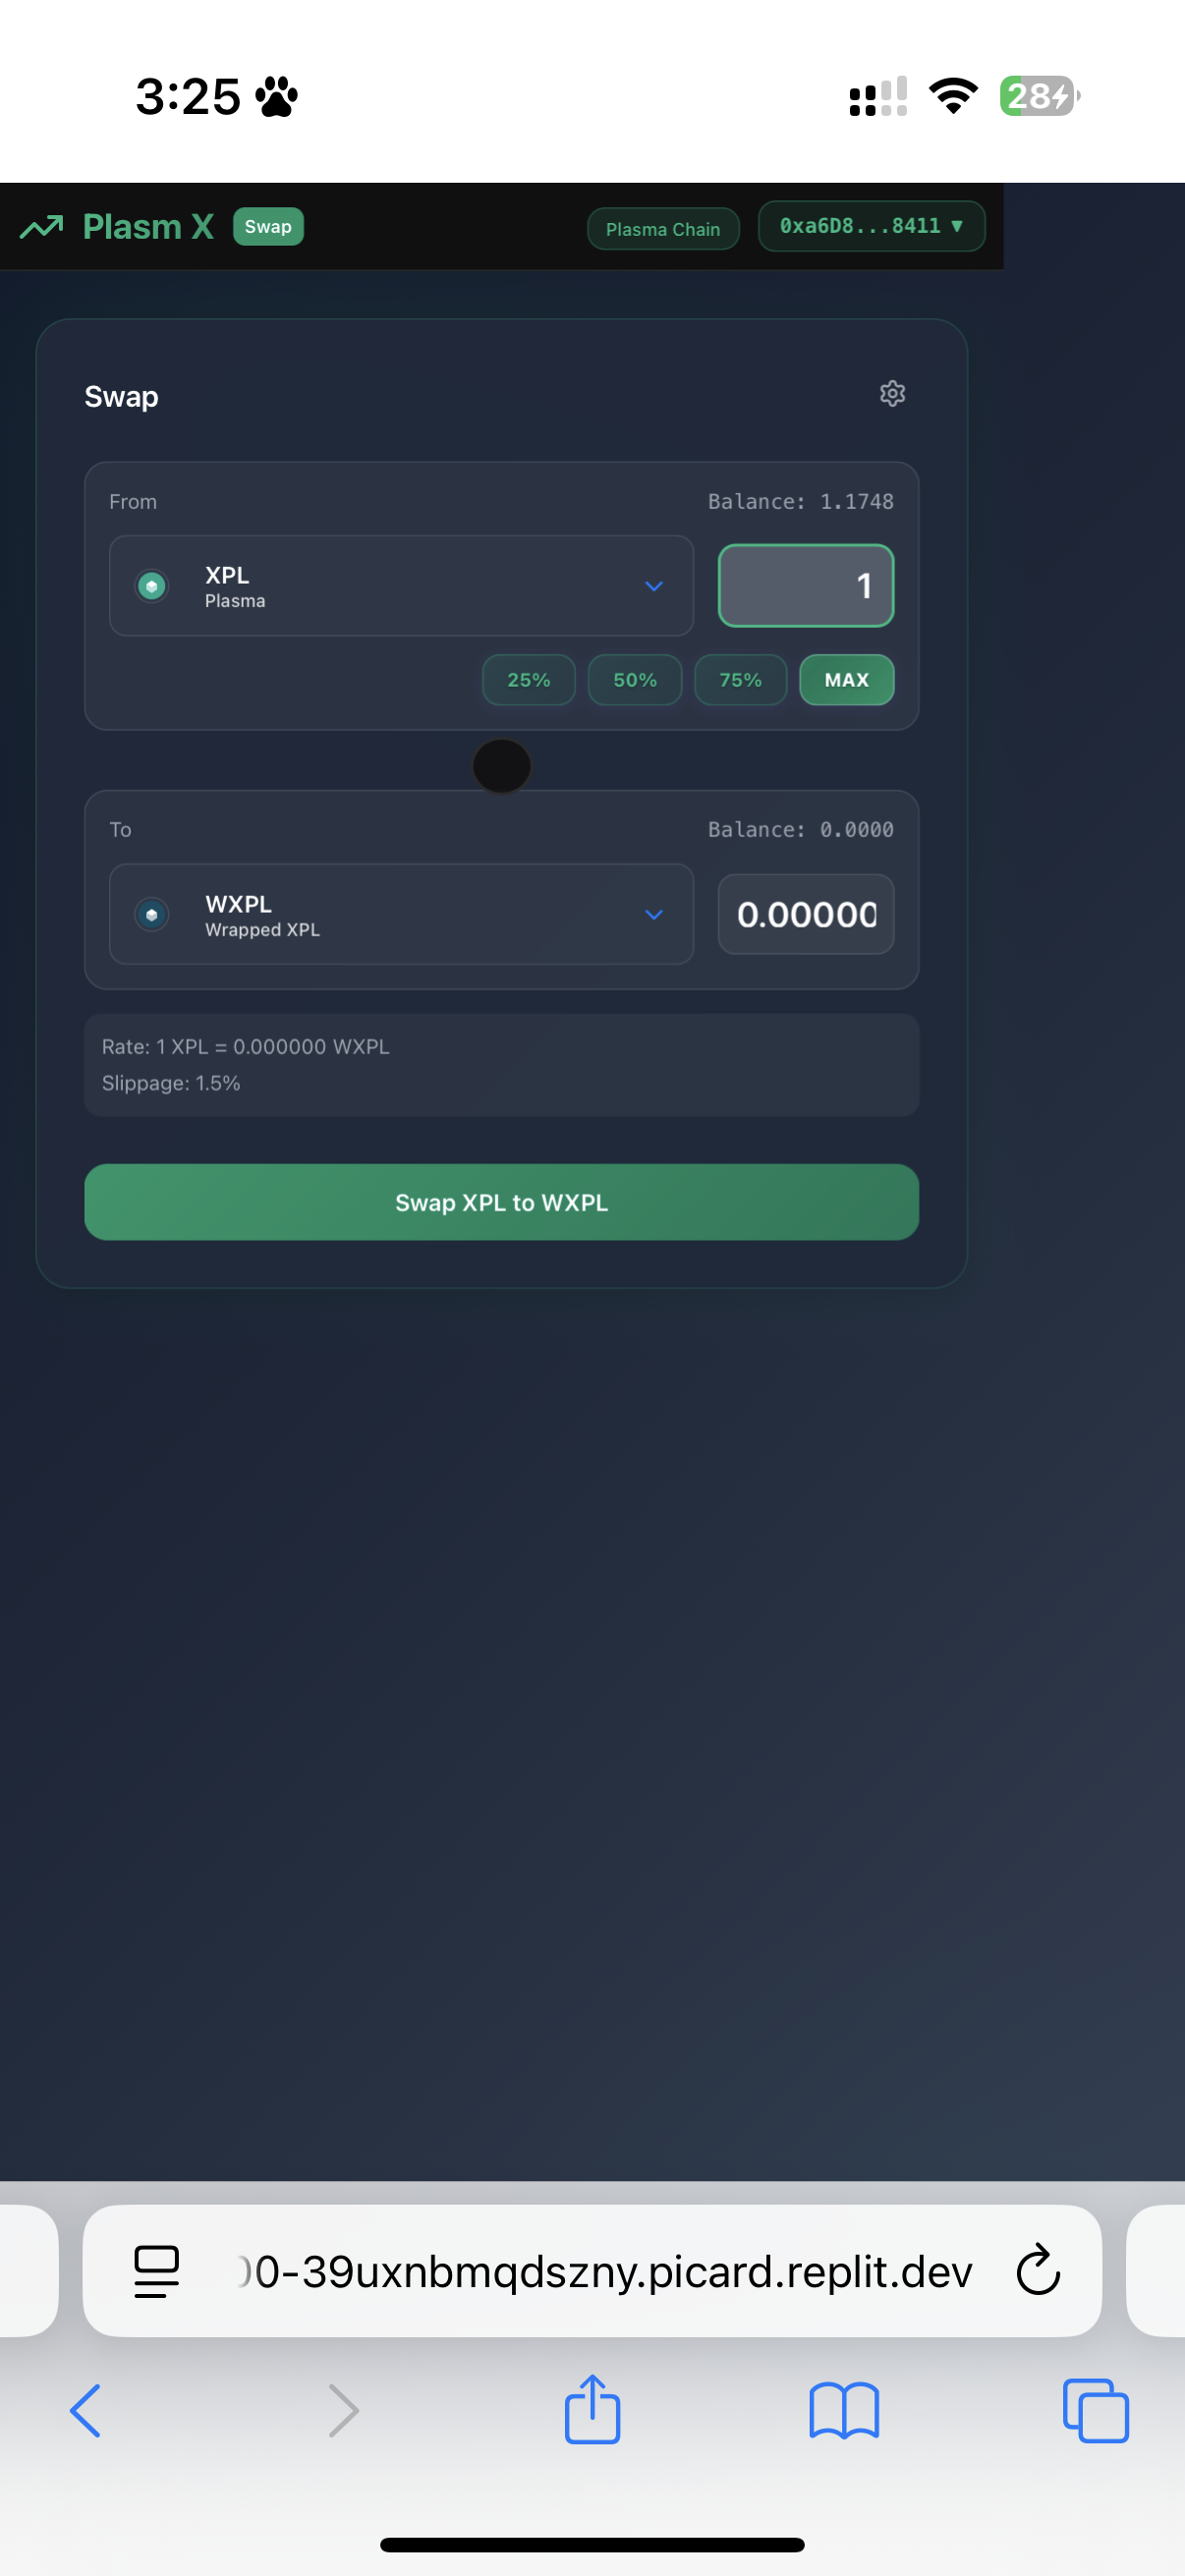 3:25
28
Plasm X
Swap
Plasma Chain
0xa6D8...8411 ▼
Swap
From
Balance: 1.1748
XPL
Plasma
1
25%
50%
75%
MAX
To
Balance: 0.0000
WXPL
Wrapped XPL
0.00000
Rate: 1 XPL = 0.000000 WXPL
Slippage: 1.5%
Swap XPL to WXPL
0-39uxnbmqdszny.picard.replit.dev